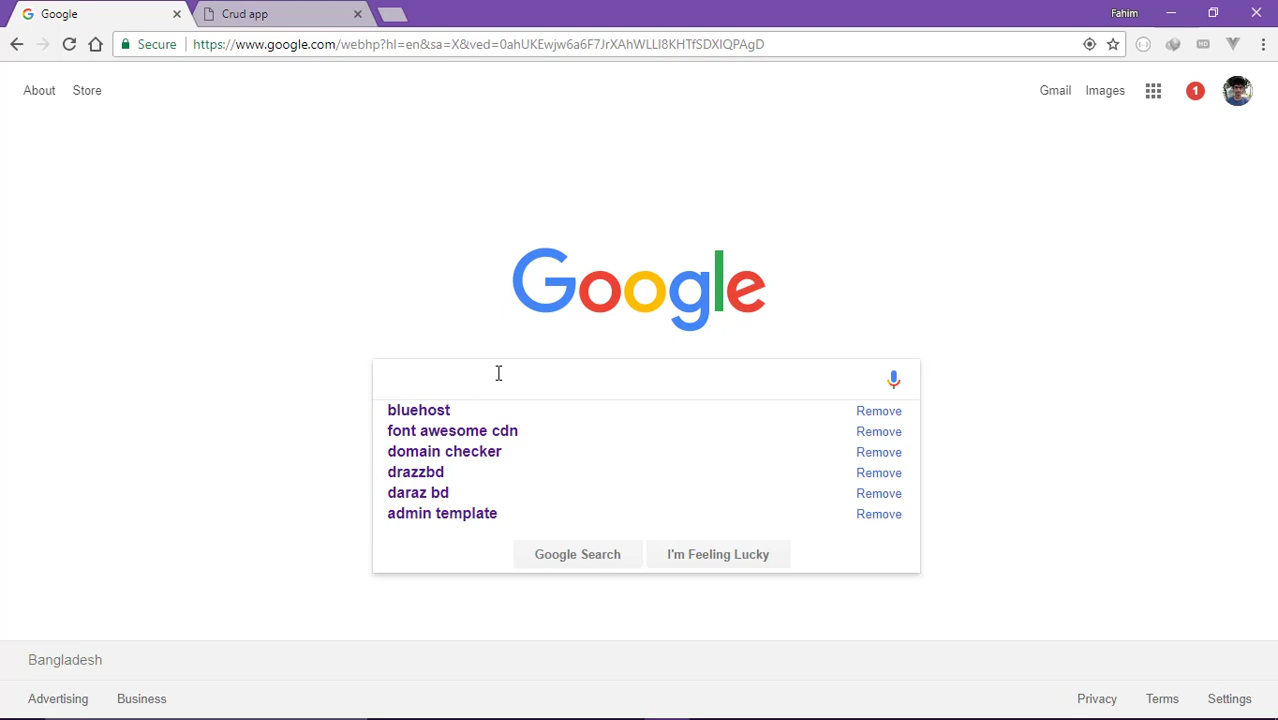 Google
Crud app
Fahim
Secure
https://www.google.com/webhp?hl=en&sa=X&ved=0ahUKEwjw6a6F7JrXAhWLLI8KHTfSDXIQPAgD
HD
About Store
Gmail Images
1
Google
bluehost Remove
font awesome cdn Remove
domain checker Remove
drazzbd Remove
daraz bd Remove
admin template Remove
Google Search I'm Feeling Lucky
Bangladesh
Advertising Business
Privacy Terms Settings